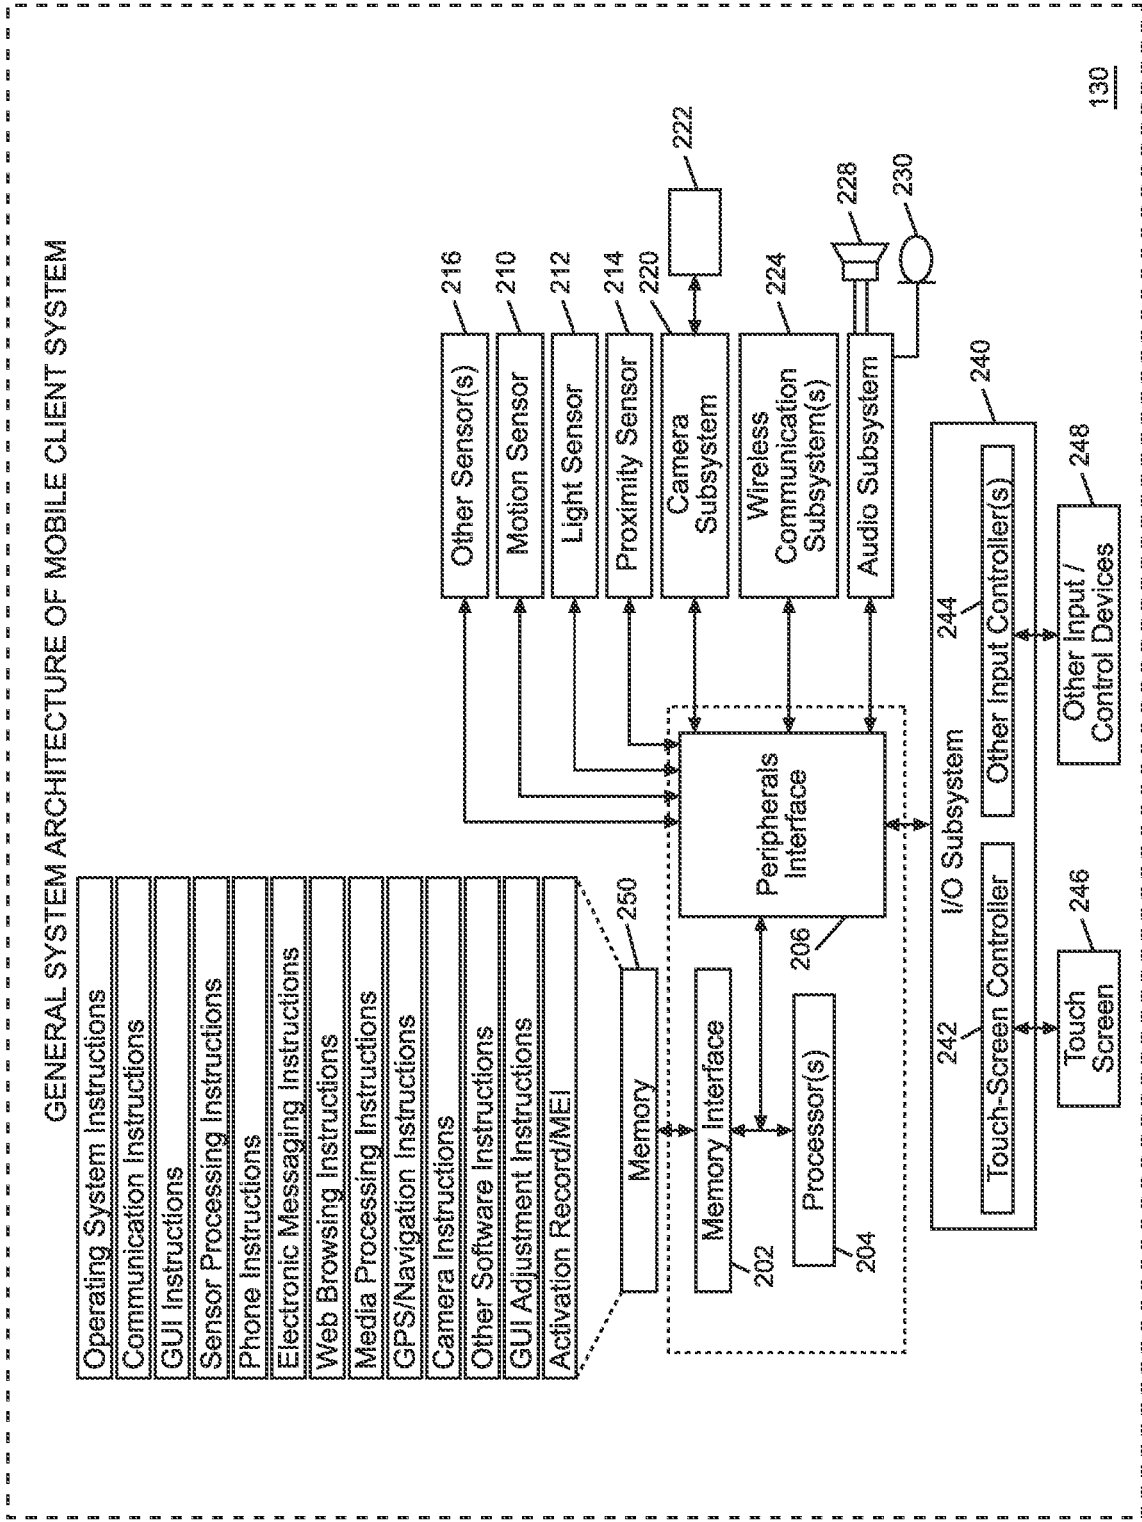 GENERAL SYSTEM ARCHITECTURE OF MOBILE CLIENT SYSTEM
Operating System Instructions
Communication Instructions
GUI Instructions
Sensor Processing Instructions
Phone Instructions
Electronic Messaging Instructions
Web Browsing Instructions
Media Processing Instructions
GPS/Navigation Instructions
Camera Instructions
Other Software Instructions
GUI Adjustment Instructions
Activation Record/IMEI
250
Memory
Memory Interface
202
Processor(s)
204
Peripherals
Interface
206
Other Sensor(s)
216
Motion Sensor
210
Light Sensor
212
Proximity Sensor
214
Camera
Subsystem
220
222
Wireless
Communication
Subsystem(s)
224
Audio Subsystem
228
230
I/O Subsystem
240
242
Touch-Screen Controller
244
Other Input Controller(s)
Touch
Screen
246
Other Input /
Control Devices
248
130